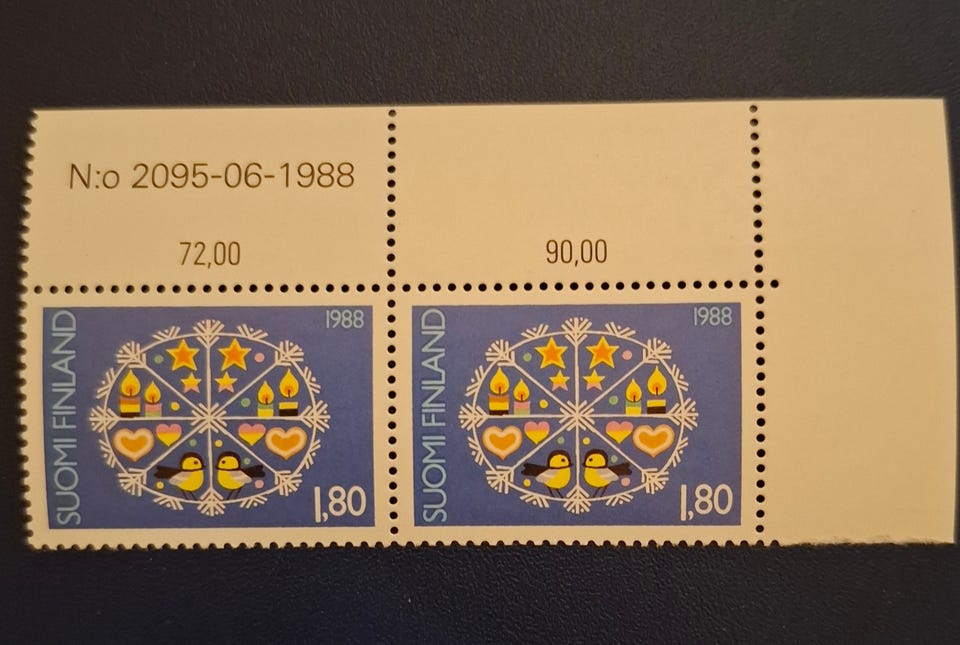 N:o 2095-06-1988
72,00
90,00
SUOMI FINLAND
1988
1,80
SUOMI FINLAND
1988
1,80